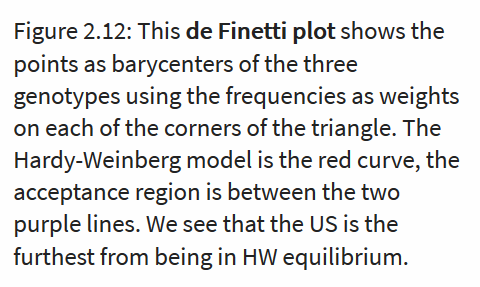 Figure 2.12: This de Finetti plot shows the
points as barycenters of the three
genotypes using the frequencies as weights
on each of the corners of the triangle. The
Hardy-Weinberg model is the red curve, the
acceptance region is between the two
purple lines. We see that the US is the
furthest from being in HW equilibrium.